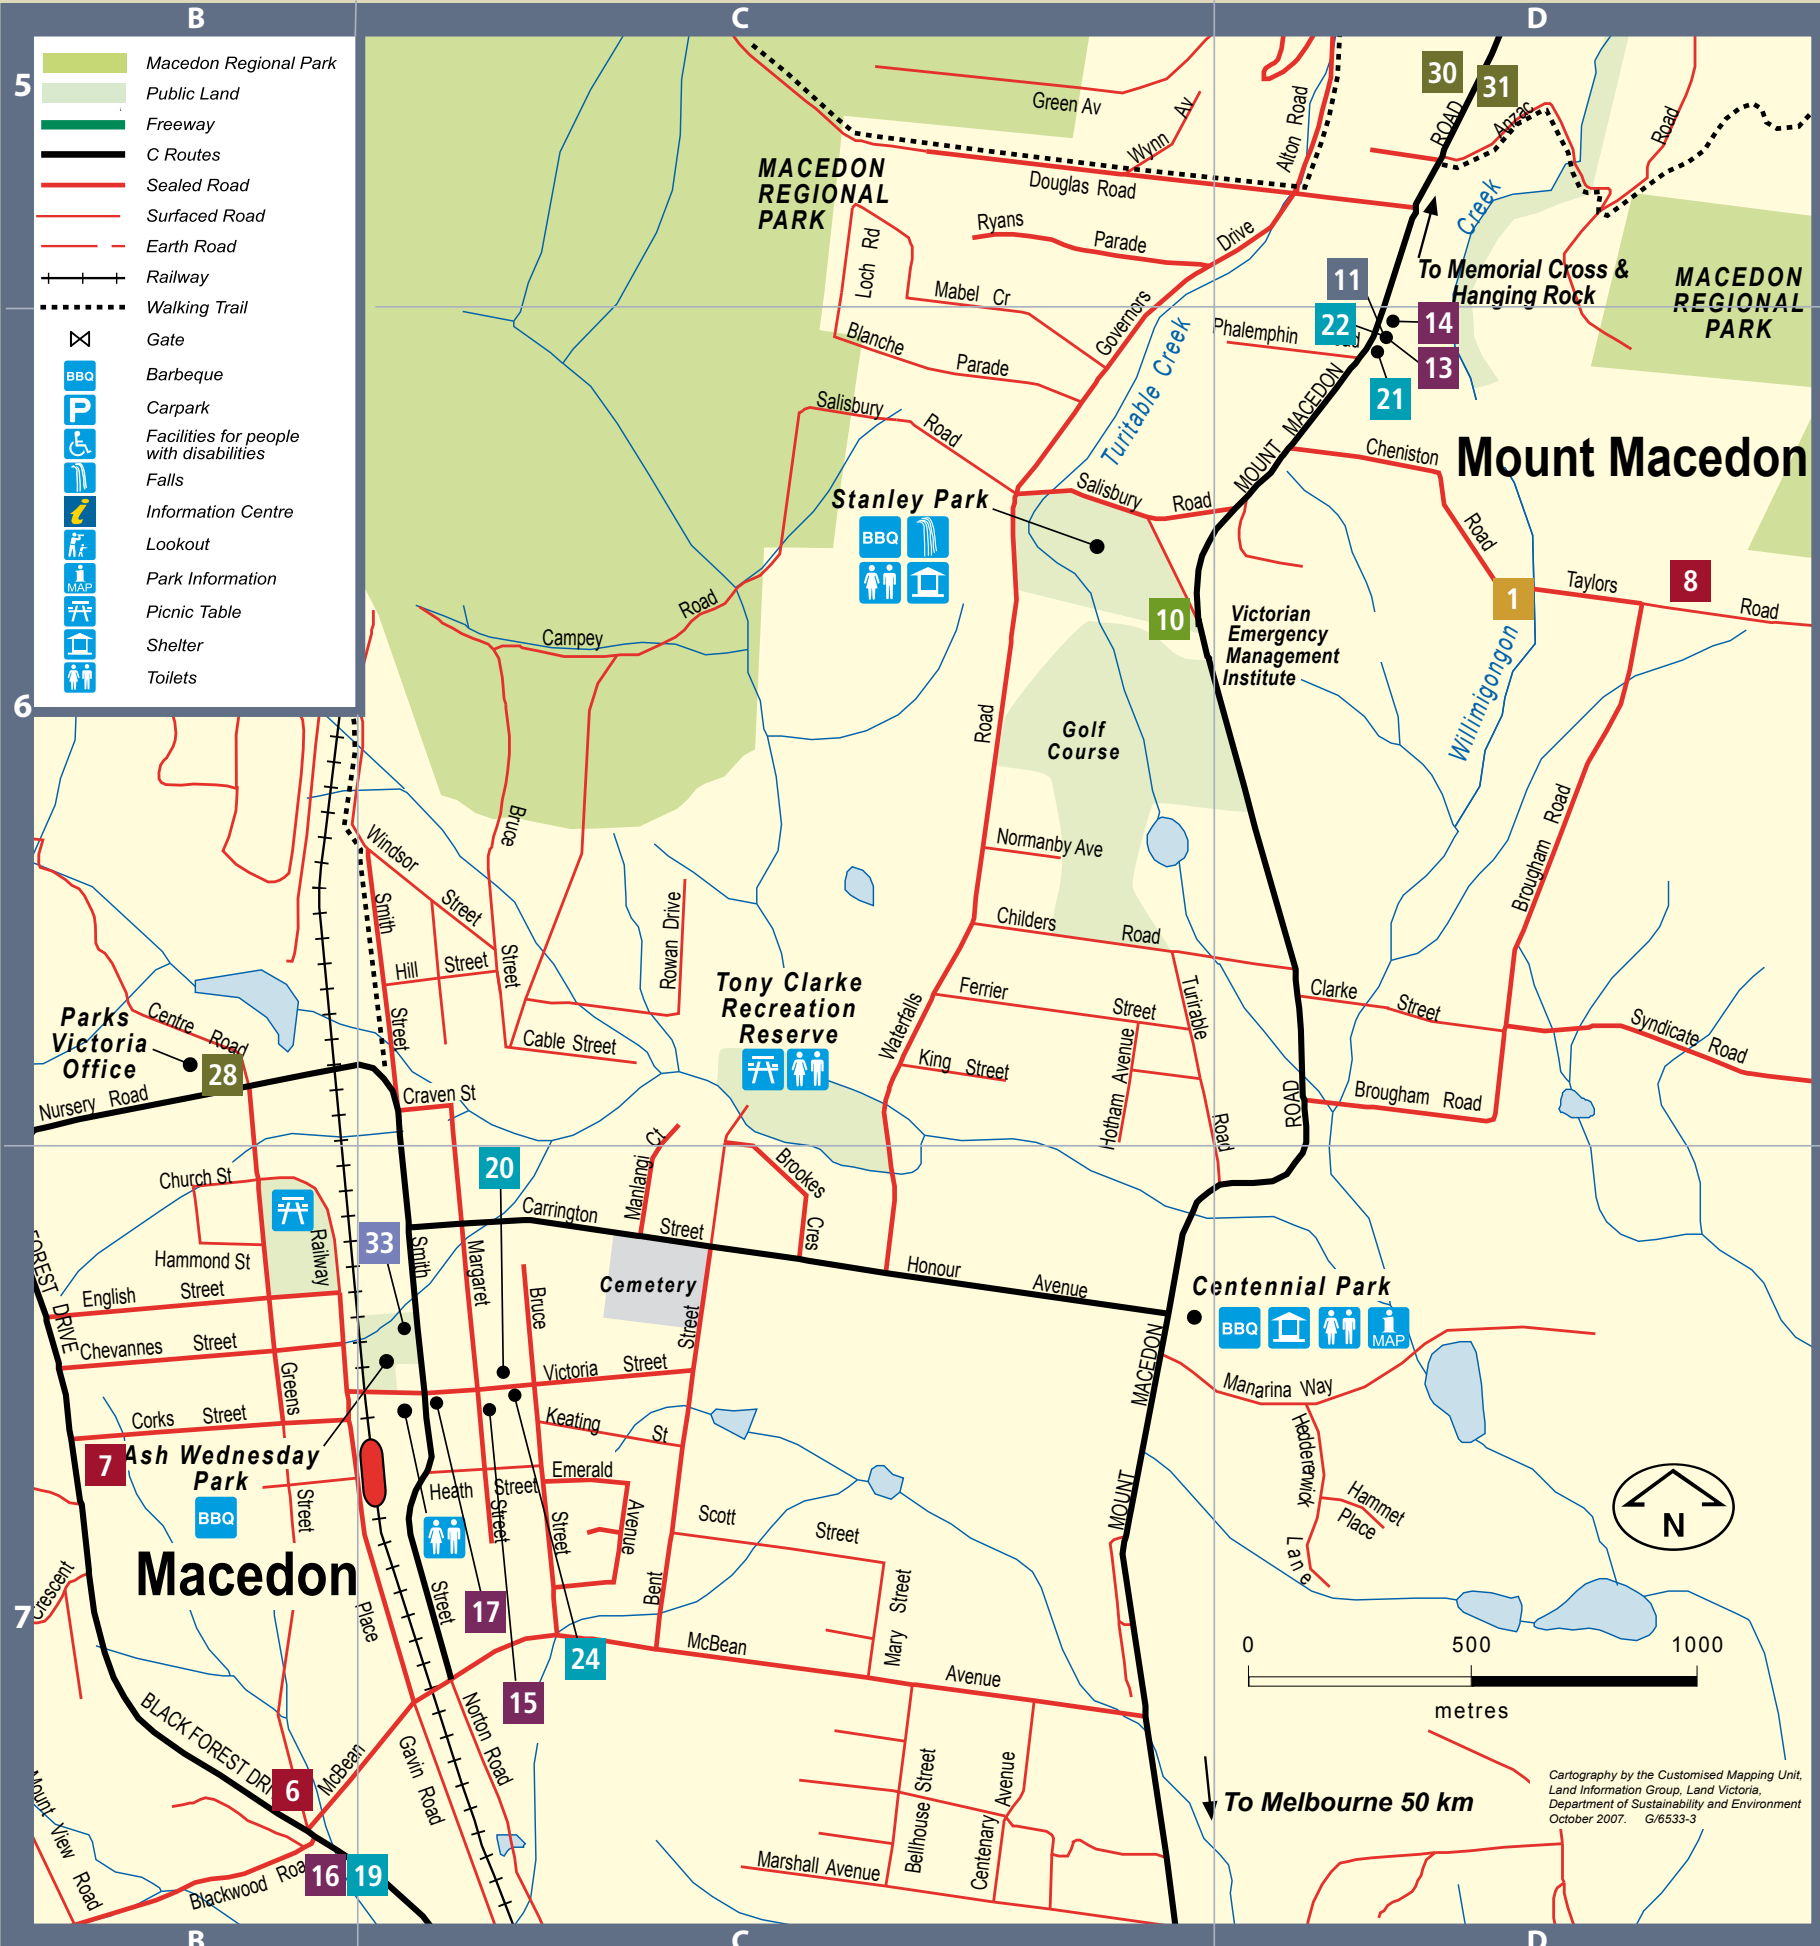 B
C
D
5
Macedon Regional Park
Public Land
Freeway
C Routes
Sealed Road
Surfaced Road
Earth Road
Railway
Walking Trail
Gate
BBQ Barbeque
P Carpark
Facilities for people
with disabilities
Falls
i Information Centre
Lookout
i MAP Park Information
Picnic Table
Shelter
Toilets
30
31
Green Av
Wynn Av
Alton Road
ROAD
Anzac
Road
MACEDON
REGIONAL
PARK
Douglas Road
Creek
Ryans Parade
Drive
Loch Rd
Mabel Cr
Governors
11
To Memorial Cross &
Hanging Rock
MACEDON
REGIONAL
PARK
22
14
Phalemphin
13
21
Blanche Parade
Turitable Creek
Salisbury Road
MOUNT MACEDON
Cheniston Road
Mount Macedon
Stanley Park
BBQ
Salisbury Road
1
Taylors Road
8
10
Victorian
Emergency
Management
Institute
Willimigongon
Campey Road
6
Road
Golf
Course
Bruce
Windsor Street
Normanby Ave
Brougham Road
Smith
Hill Street
Street
Rowan Drive
Childers Road
Tony Clarke
Recreation
Reserve
Ferrier Street
Turirable
Clarke Street
Syndicate Road
Parks
Victoria
Office
Centre Road
28
Street
Cable Street
Waterfalls
King Street
Hotham Avenue
Nursery Road
Craven St
Brougham Road
ROAD
Road
20
Manlangi Ct
Brookes Cres
Church St
Railway
33
Smith
Carrington Street
Margaret
Hammond St
FOREST DRIVE
English Street
Cemetery
Honour Avenue
Centennial Park
BBQ
i MAP
Bruce
Street
Chevannes Street
Greens
Victoria Street
MACEDON
Manarina Way
Corks Street
Keating St
Hedderwick Lane
7
Ash Wednesday
Park
BBQ
Emerald
Heath Street
Street
Street
Street
Avenue
MOUNT
Hammet
Place
N
Scott Street
Macedon
Bent
Mary Street
7
Crescent
Place
Street
17
24
15
McBean Avenue
0 500 1000
metres
BLACK FOREST DRI
6
McBean
Norton Road
Gavin Road
Bellhouse Street
Centenary Avenue
To Melbourne 50 km
Cartography by the Customised Mapping Unit,
Land Information Group, Land Victoria,
Department of Sustainability and Environment
October 2007. G/6533-3
Mount View Road
Blackwood Roa
16
19
Marshall Avenue
B
C
D